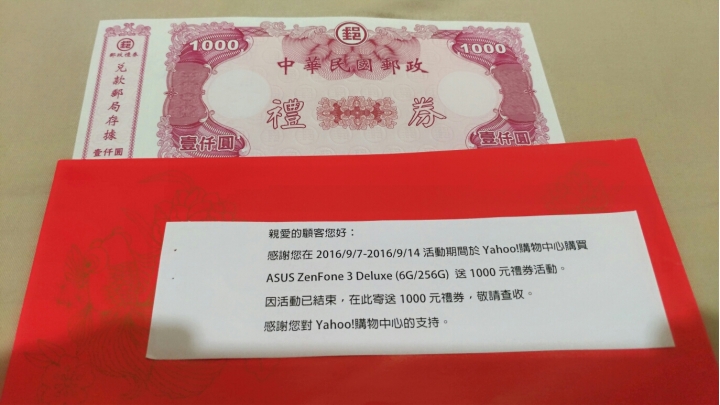 1000
1000
中華民國郵政
禮 券
壹仟圓
壹仟圓
郵政禮券
兌款郵局存據
壹仟圓
親愛的顧客您好：
感謝您在 2016/9/7-2016/9/14 活動期間於 Yahoo!購物中心購買
ASUS ZenFone 3 Deluxe (6G/256G) 送 1000 元禮券活動。
因活動已結束，在此寄送 1000 元禮券，敬請查收。
感謝您對 Yahoo!購物中心的支持。